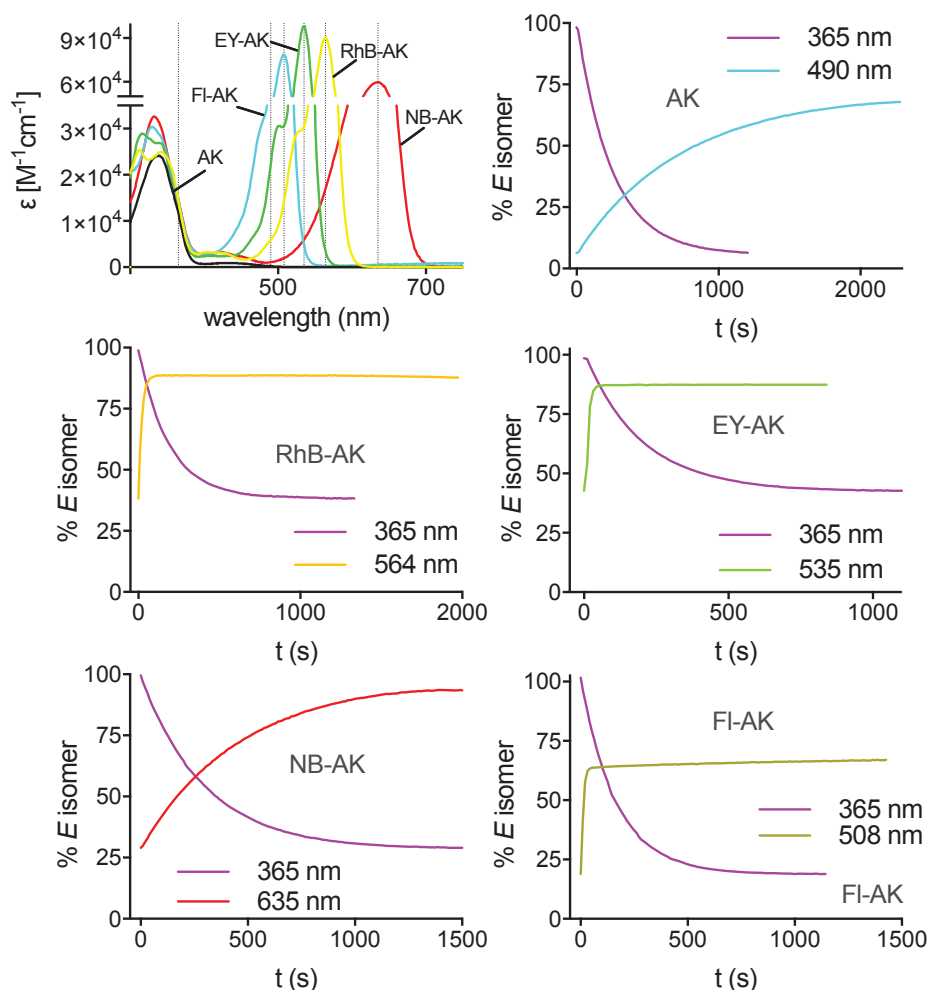 9×10⁴
6×10⁴
3×10⁴
2×10⁴
1×10⁴
0
ε [M⁻¹cm⁻¹]
EY-AK
RhB-AK
Fl-AK
NB-AK
AK
500
700
wavelength (nm)
100
75
50
25
0
% E isomer
365 nm
490 nm
AK
0
1000
2000
t (s)
100
75
50
25
0
% E isomer
RhB-AK
365 nm
564 nm
0
1000
2000
t (s)
100
75
50
25
0
% E isomer
EY-AK
365 nm
535 nm
0
500
1000
t (s)
100
75
50
25
0
% E isomer
NB-AK
365 nm
635 nm
0
500
1000
1500
t (s)
100
75
50
25
0
% E isomer
Fl-AK
365 nm
508 nm
Fl-AK
0
500
1000
1500
t (s)